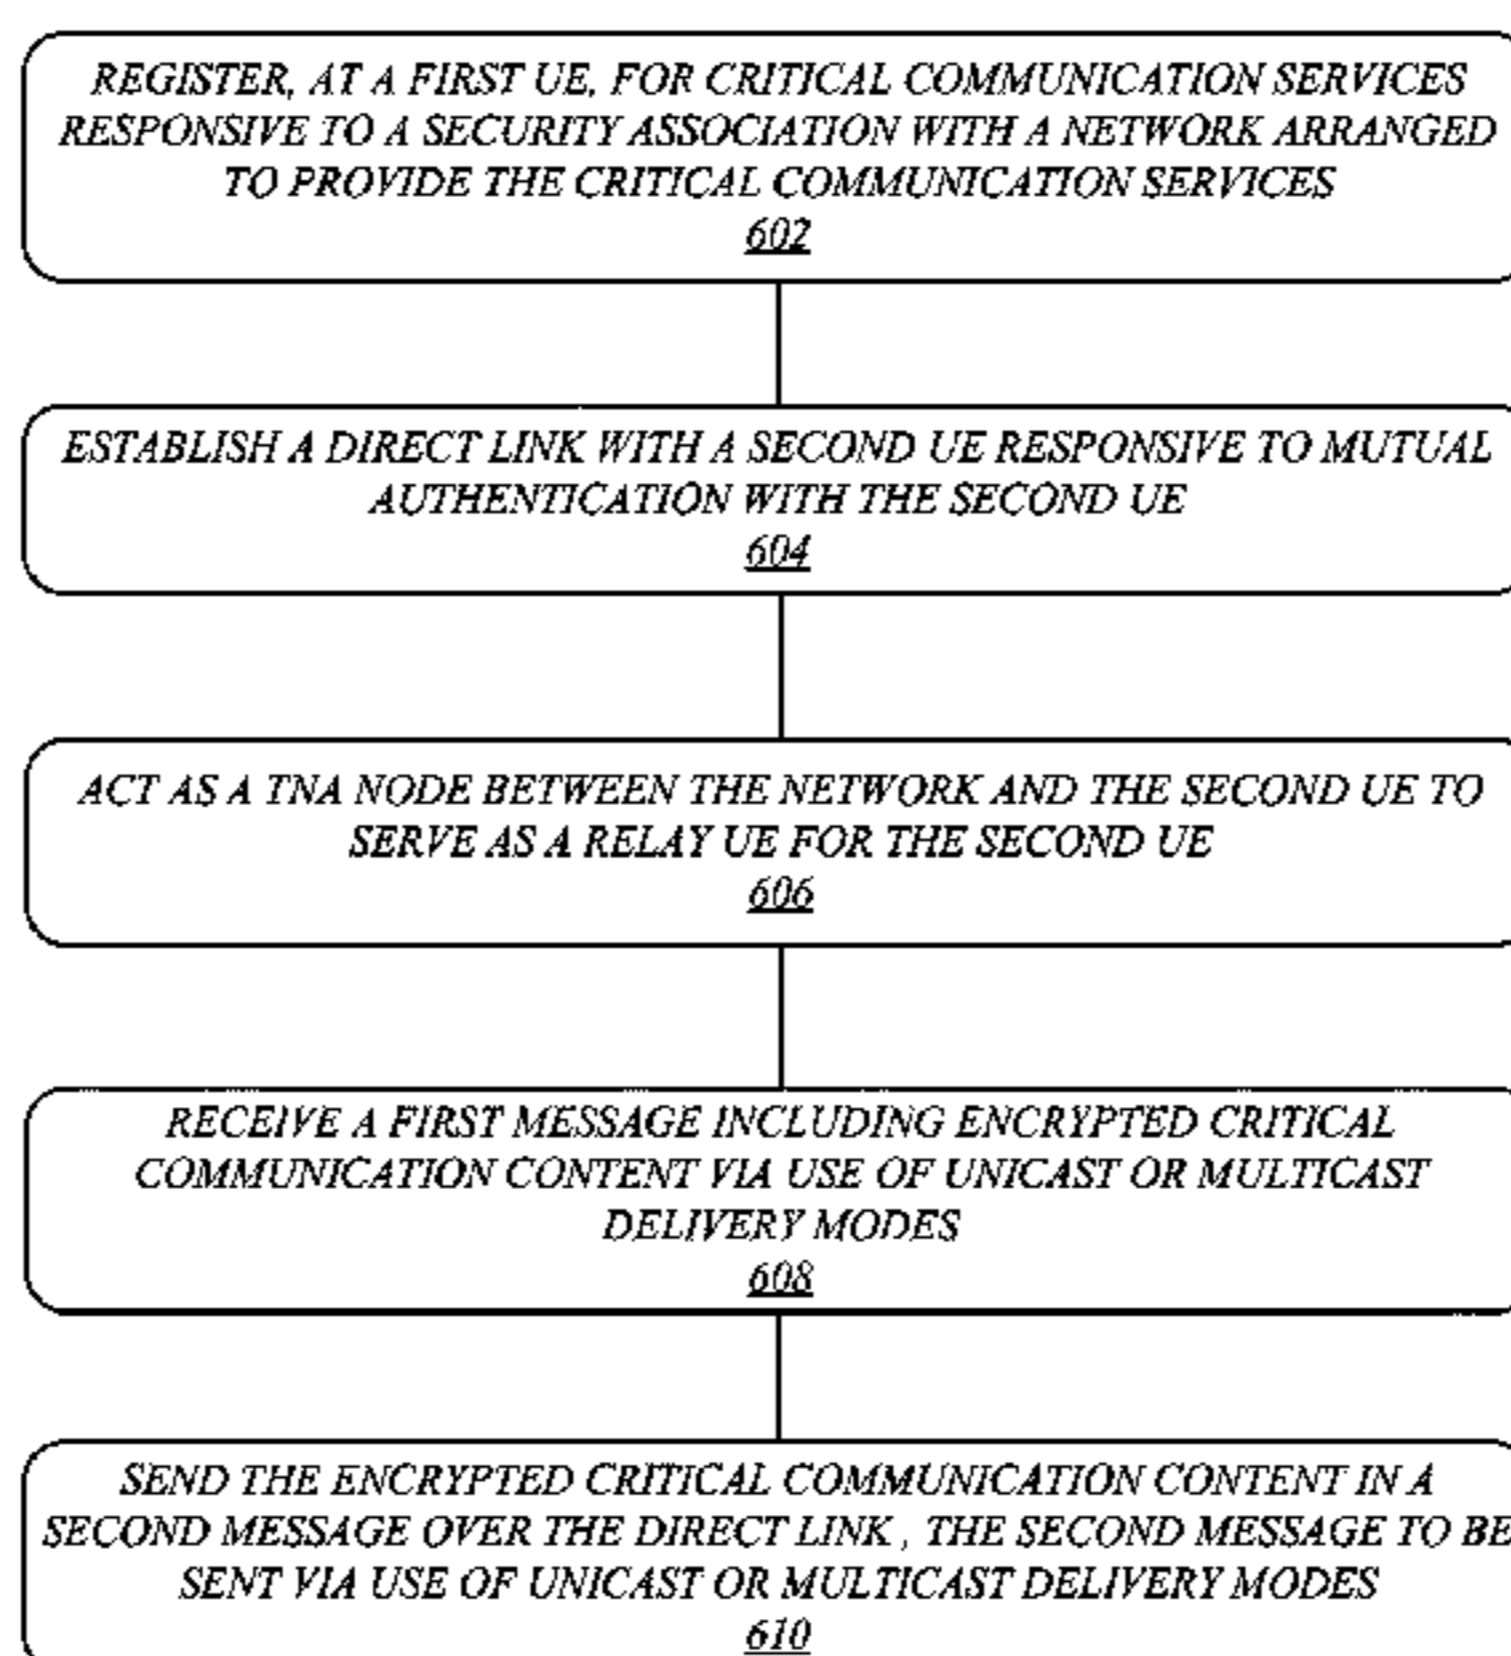 REGISTER, AT A FIRST UE, FOR CRITICAL COMMUNICATION SERVICES
RESPONSIVE TO A SECURITY ASSOCIATION WITH A NETWORK ARRANGED
TO PROVIDE THE CRITICAL COMMUNICATION SERVICES
602
ESTABLISH A DIRECT LINK WITH A SECOND UE RESPONSIVE TO MUTUAL
AUTHENTICATION WITH THE SECOND UE
604
ACT AS A TNA NODE BETWEEN THE NETWORK AND THE SECOND UE TO
SERVE AS A RELAY UE FOR THE SECOND UE
606
RECEIVE A FIRST MESSAGE INCLUDING ENCRYPTED CRITICAL
COMMUNICATION CONTENT VIA USE OF UNICAST OR MULTICAST
DELIVERY MODES
608
SEND THE ENCRYPTED CRITICAL COMMUNICATION CONTENT IN A
SECOND MESSAGE OVER THE DIRECT LINK , THE SECOND MESSAGE TO BE
SENT VIA USE OF UNICAST OR MULTICAST DELIVERY MODES
610